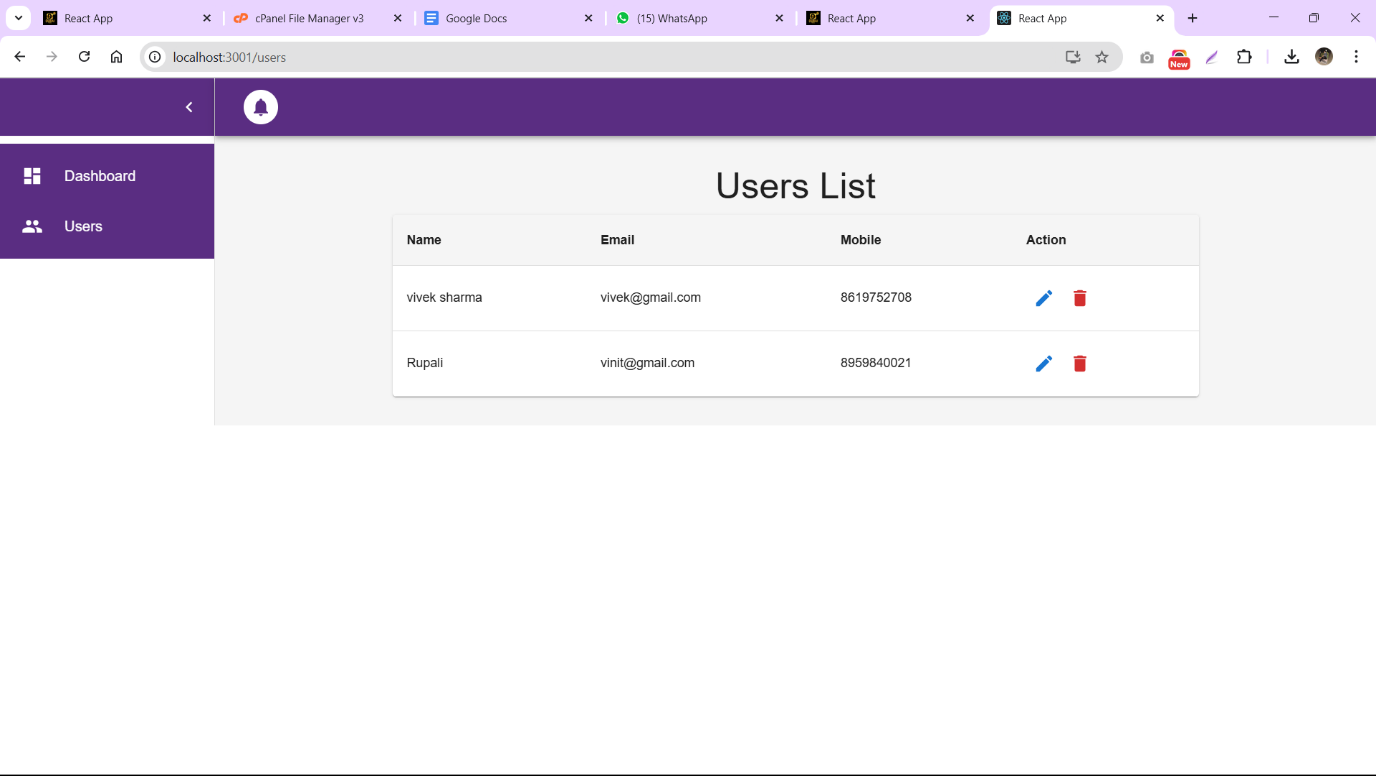 React App
cPanel File Manager v3
Google Docs
(15) WhatsApp
React App
React App
localhost:3001/users
New
Dashboard
Users
Users List
Name Email Mobile Action
vivek sharma vivek@gmail.com 8619752708
Rupali vinit@gmail.com 8959840021